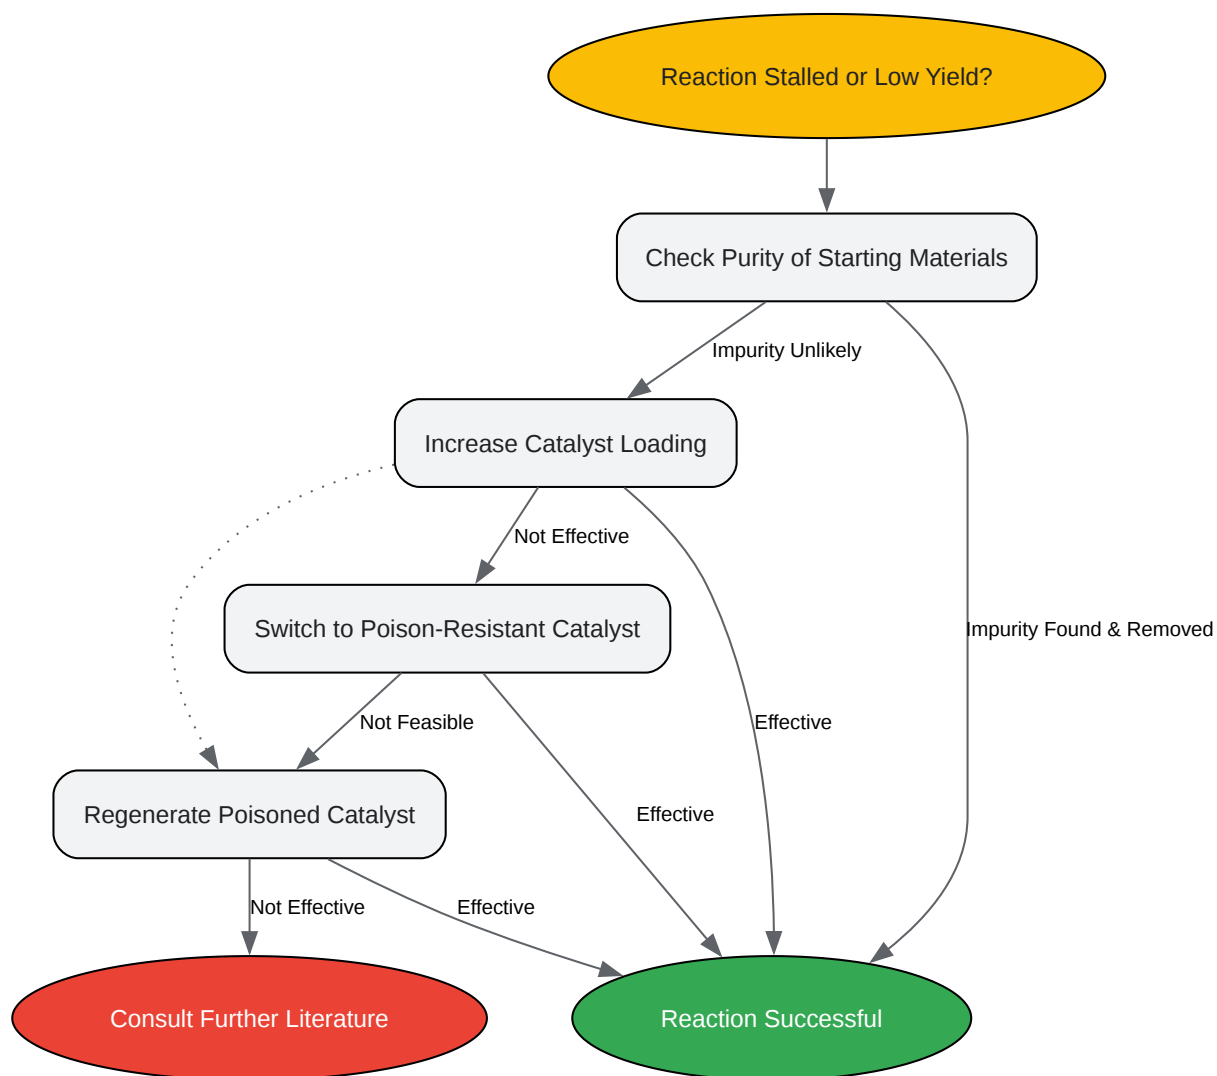 Reaction Stalled or Low Yield?
Check Purity of Starting Materials
Impurity Unlikely
Increase Catalyst Loading
Not Effective
Switch to Poison-Resistant Catalyst
Impurity Found & Removed
Not Feasible
Effective
Regenerate Poisoned Catalyst
Effective
Not Effective
Effective
Consult Further Literature
Reaction Successful